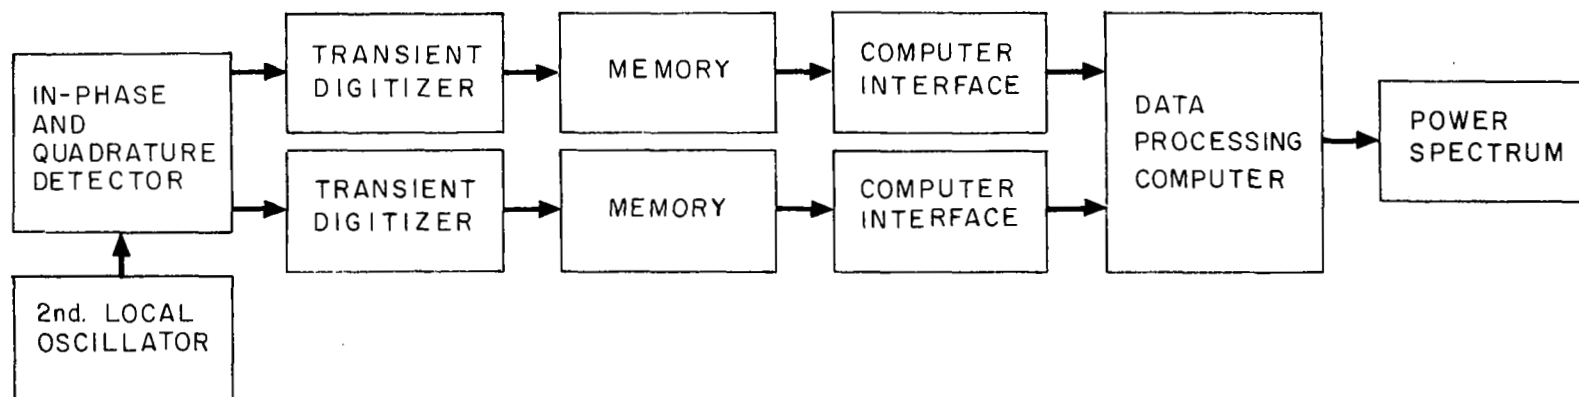 IN-PHASE
AND
QUADRATURE
DETECTOR
2nd. LOCAL
OSCILLATOR
TRANSIENT
DIGITIZER
MEMORY
COMPUTER
INTERFACE
TRANSIENT
DIGITIZER
MEMORY
COMPUTER
INTERFACE
DATA
PROCESSING
COMPUTER
POWER
SPECTRUM